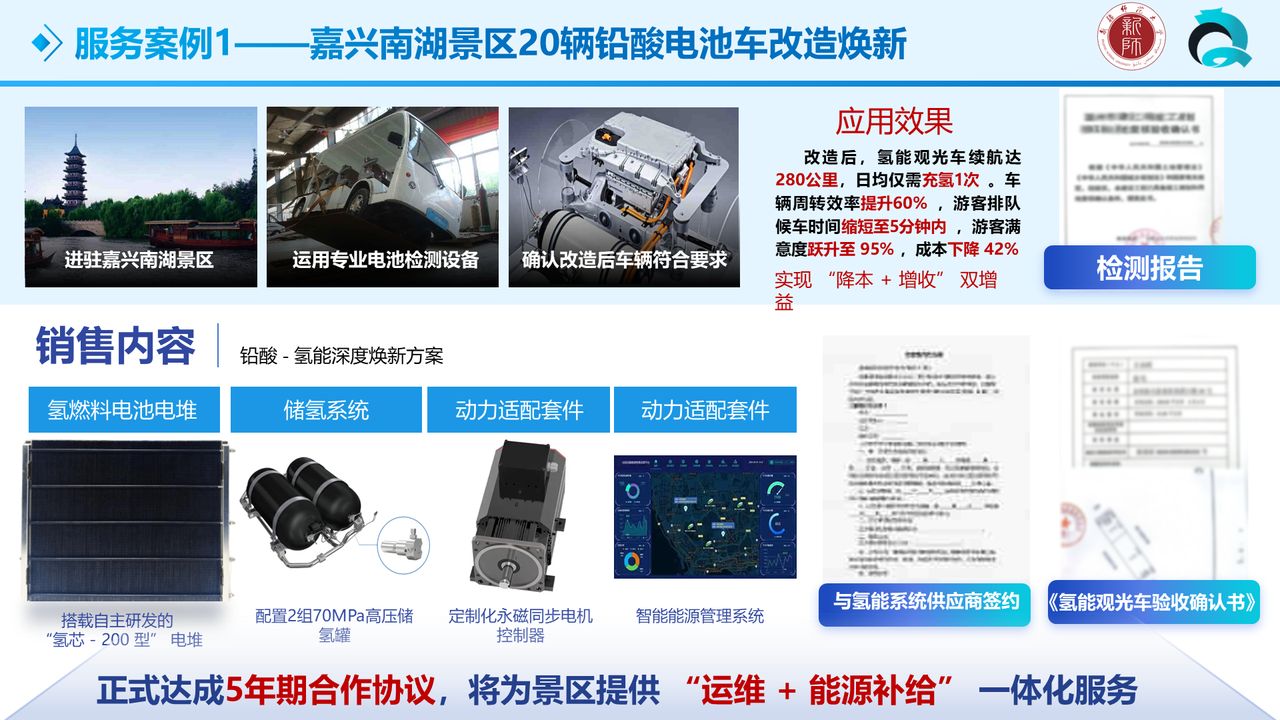 服务案例1——嘉兴南湖景区20辆铅酸电池车改造焕新
新师
进驻嘉兴南湖景区
运用专业电池检测设备
确认改造后车辆符合要求
应用效果
改造后，氢能观光车续航达
280公里，日均仅需充氢1次 。车
辆周转效率提升60% ，游客排队
候车时间缩短至5分钟内 ，游客满
意度跃升至 95% ，成本下降 42%
实现 “降本 + 增收” 双增
益
检测报告
销售内容
铅酸 - 氢能深度焕新方案
氢燃料电池电堆
储氢系统
动力适配套件
动力适配套件
搭载自主研发的
“氢芯 - 200 型” 电堆
配置2组70MPa高压储
氢罐
定制化永磁同步电机
控制器
智能能源管理系统
与氢能系统供应商签约
《氢能观光车验收确认书》
正式达成5年期合作协议，将为景区提供 “运维 + 能源补给” 一体化服务